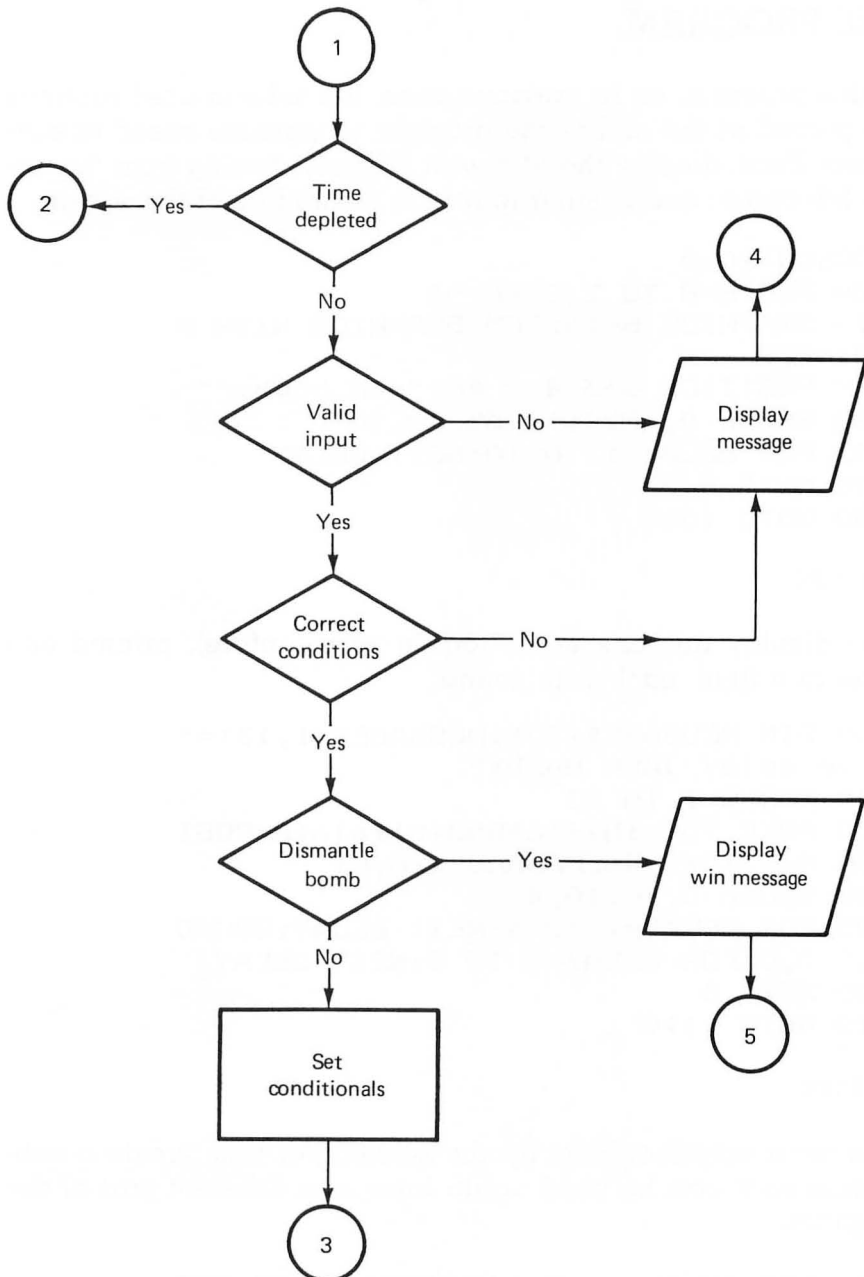 1
Time
depleted
Yes
2
No
4
Valid
input
No
Display
message
Yes
Correct
conditions
No
Yes
Dismantle
bomb
Yes
Display
win message
No
5
Set
conditionals
3